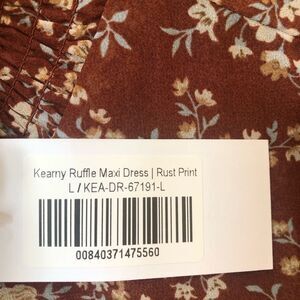 Kearny Ruffle Maxi Dress | Rust Print
L / KEA-DR-67191-L
00840371475560